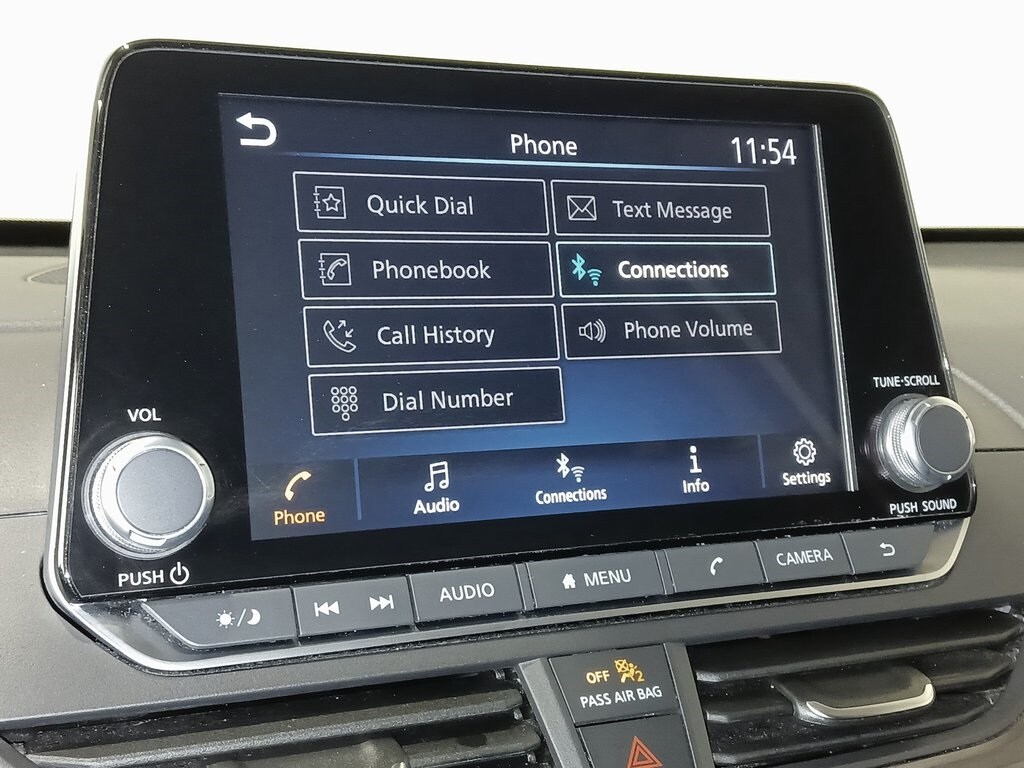 Phone
11:54
Quick Dial
Text Message
Phonebook
Connections
Call History
Phone Volume
Dial Number
Phone
Audio
Connections
Info
Settings
VOL
PUSH
TUNE·SCROLL
PUSH SOUND
AUDIO
MENU
CAMERA
OFF
2
PASS AIR BAG